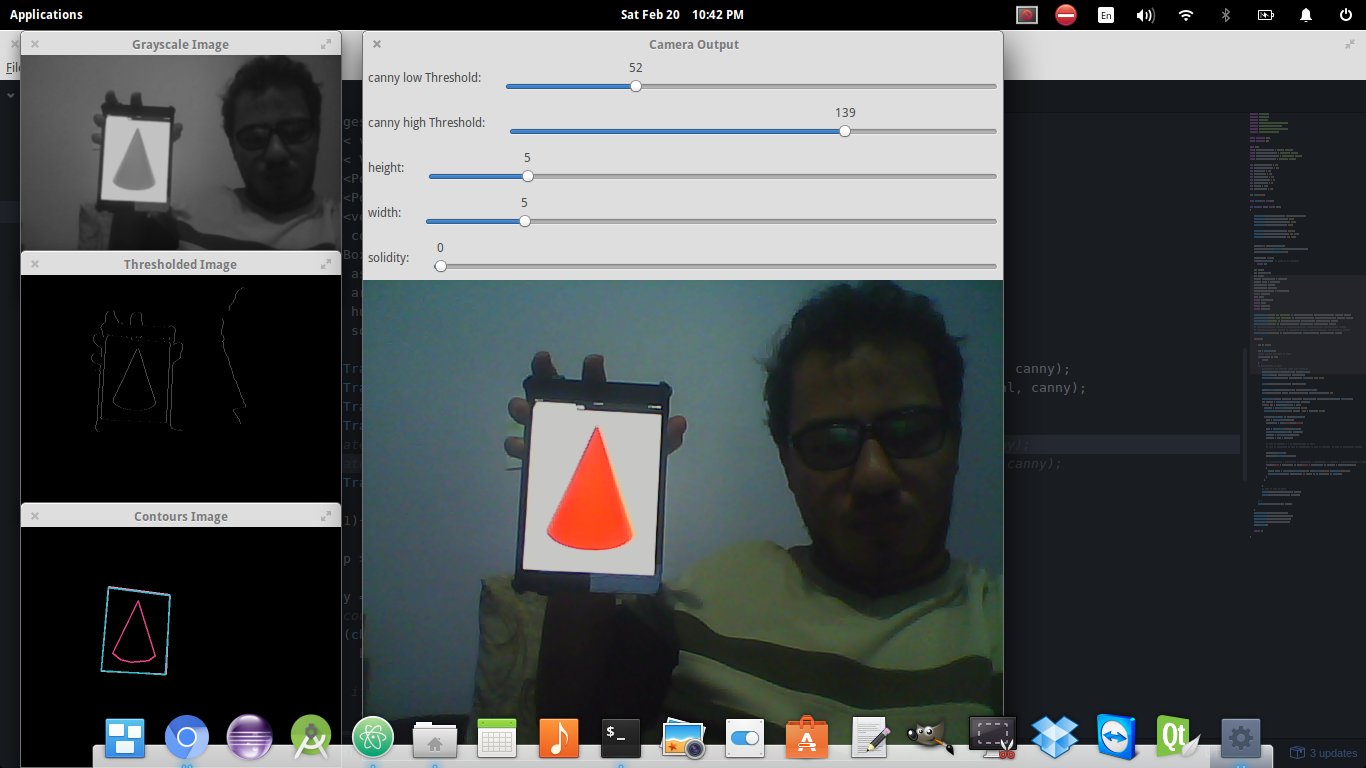 Applications
Sat Feb 20 10:42 PM
En
Grayscale Image
Thresholded Image
Contours Image
Camera Output
canny low Threshold:
52
canny high Threshold:
139
height:
5
width:
5
solidity:
0
, canny);
l, canny);
canny);
$_
Qt
3 updates